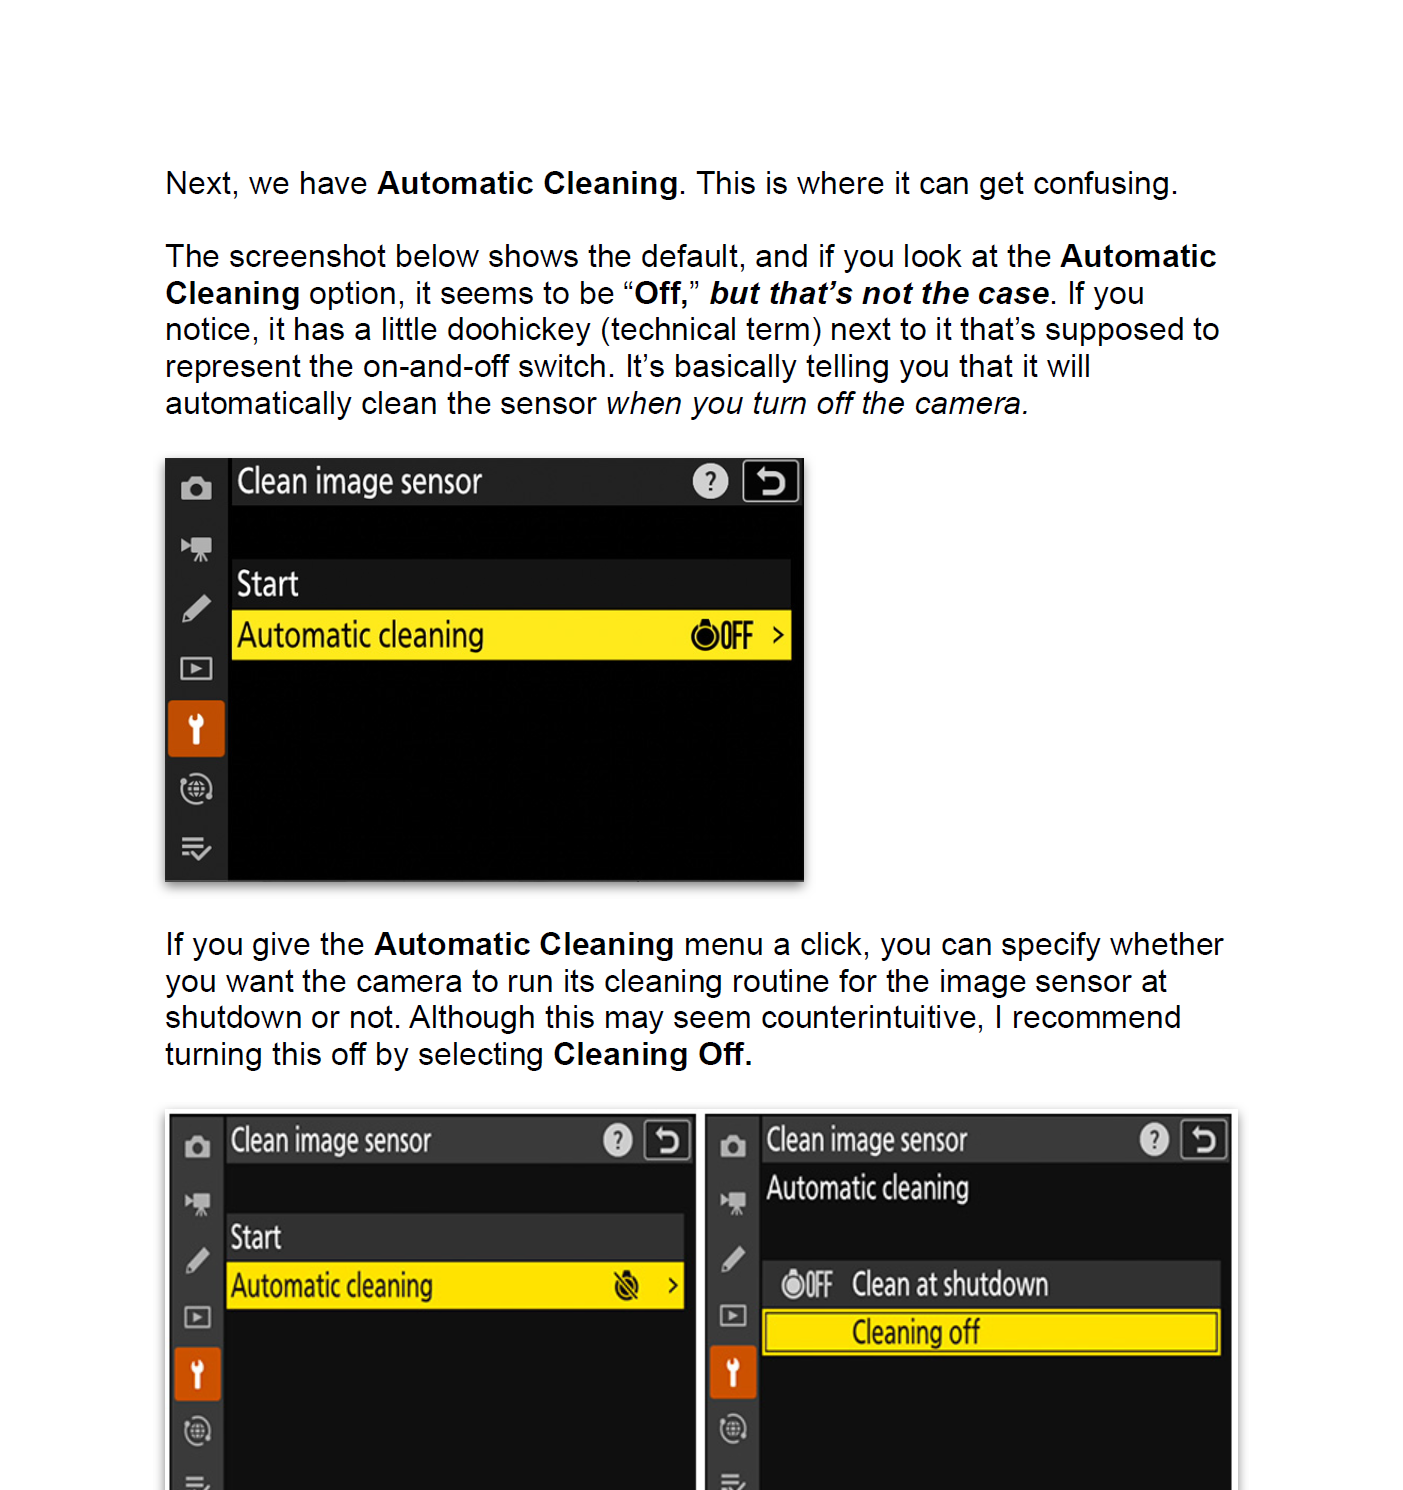 Next, we have Automatic Cleaning. This is where it can get confusing.
The screenshot below shows the default, and if you look at the Automatic
Cleaning option, it seems to be “Off,” but that’s not the case. If you
notice, it has a little doohickey (technical term) next to it that’s supposed to
represent the on-and-off switch. It’s basically telling you that it will
automatically clean the sensor when you turn off the camera.
Clean image sensor ?
Start
Automatic cleaning OFF >
If you give the Automatic Cleaning menu a click, you can specify whether
you want the camera to run its cleaning routine for the image sensor at
shutdown or not. Although this may seem counterintuitive, I recommend
turning this off by selecting Cleaning Off.
Clean image sensor ?
Start
Automatic cleaning >
Clean image sensor ?
Automatic cleaning
OFF Clean at shutdown
Cleaning off